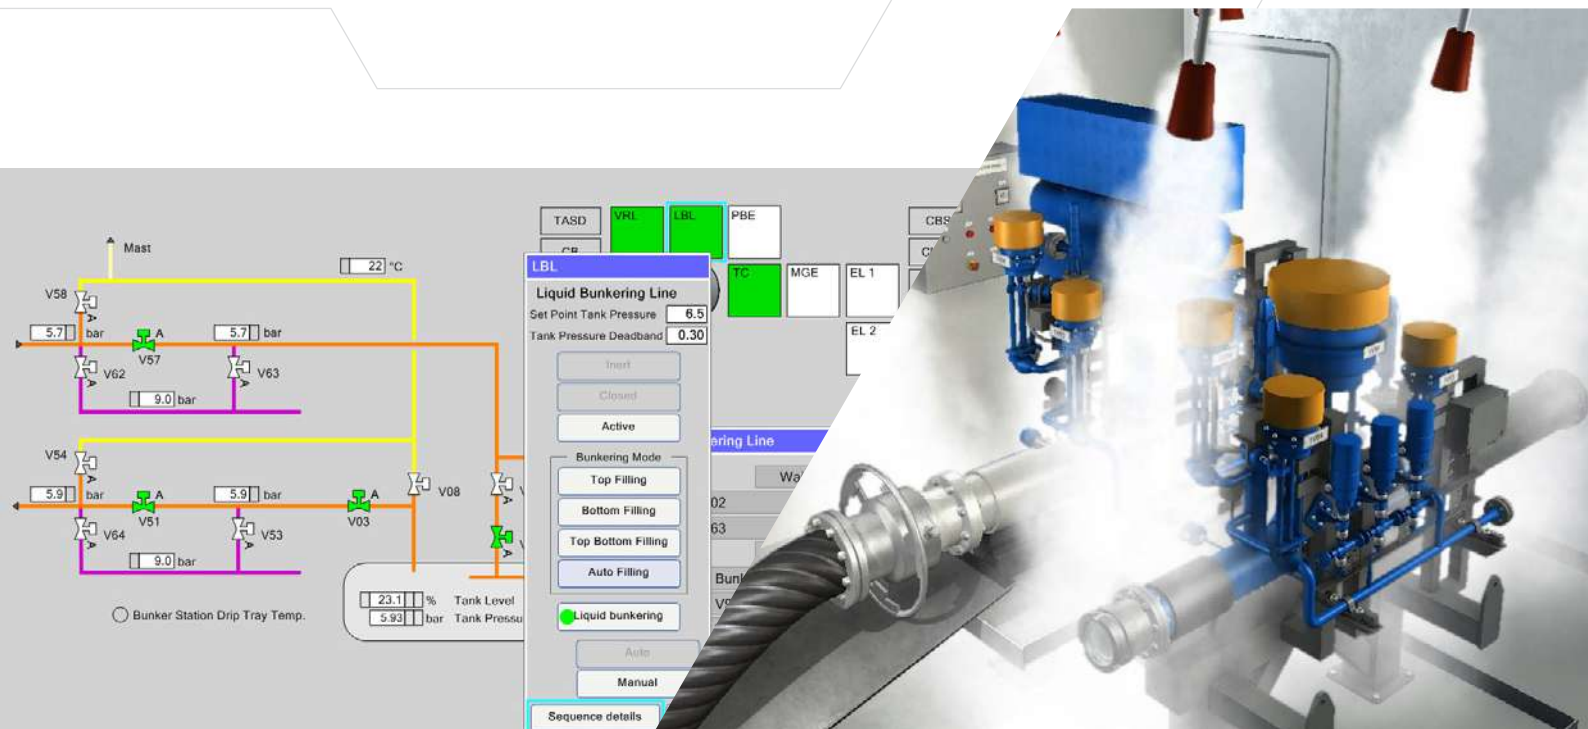 TASD
VRL
LBL
PBE
CBS
Mast
22 °C
LBL
TC
MGE
EL 1
V58
Liquid Bunkering Line
Set Point Tank Pressure 6.5
5.7 bar
A
5.7 bar
Tank Pressure Deadband 0.30
EL 2
V57
V62
A
V63
A
Inert
9.0 bar
Closed
Active
ering Line
V54
A
Bunkering Mode
Top Filling
V08
5.9 bar
A
5.9 bar
A
A
02
V51
V03
Bottom Filling
V64
A
V53
A
63
Top Bottom Filling
A
Auto Filling
23.1 % Tank Level
Bunker Station Drip Tray Temp.
5.93 bar Tank Pressu
Liquid bunkering
Auto
Manual
Sequence details